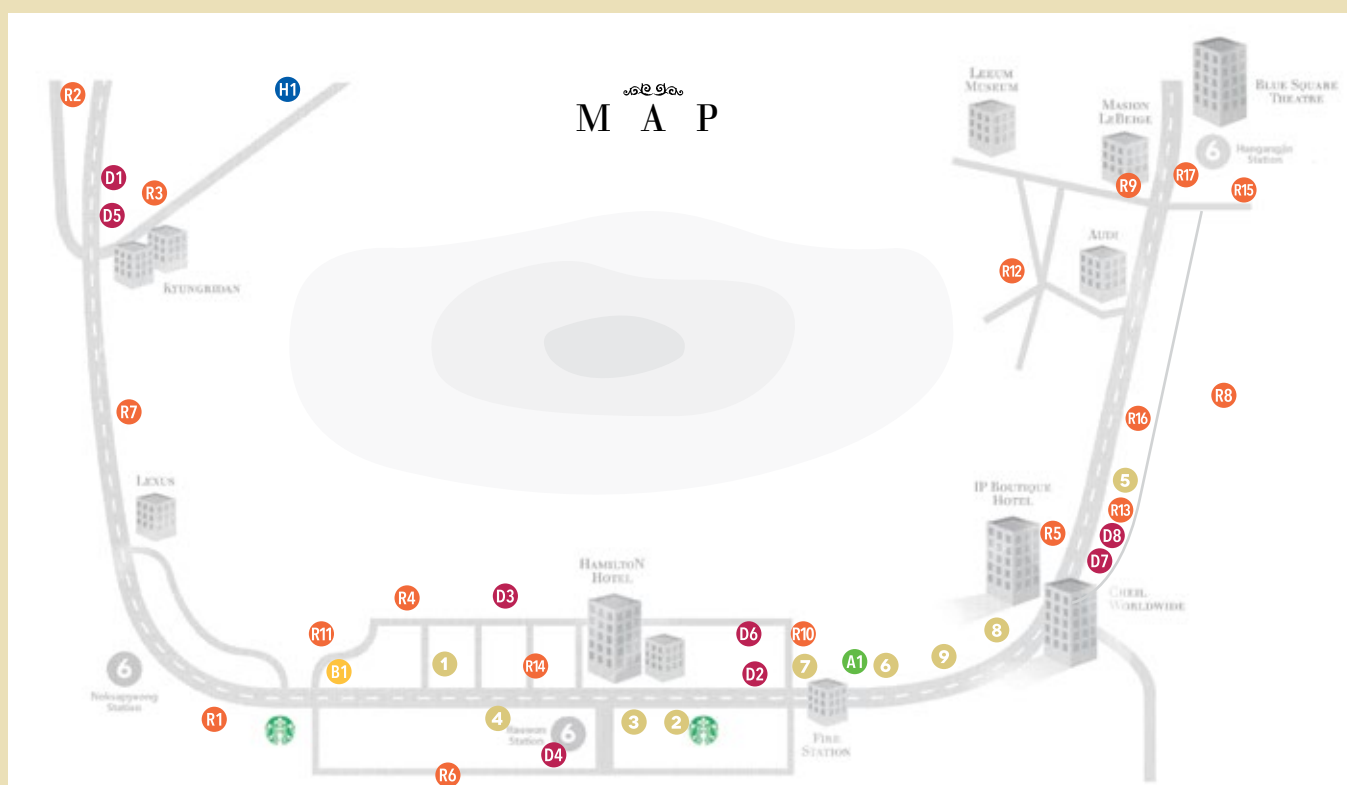 MAP
R2
H1
LEEUM
MUSEUM
BLUE SQUARE
THEATRE
MASION
LEBEIGE
6
Hangangjin
Station
D1
R3
D5
R9
R17
R15
KYUNGRIDAN
AUDI
R12
R7
R8
R16
LEXUS
IP BOUTIQUE
HOTEL
5
R13
R5
D8
D7
HAMILTON
HOTEL
R4
D3
CHEIL
WORLDWIDE
R11
D6
R10
8
B1
1
R14
D2
7
A1
6
9
6
Noksapyeong
Station
R1
4
Itaewon
Station
6
3
2
FIRE
STATION
D4
R6